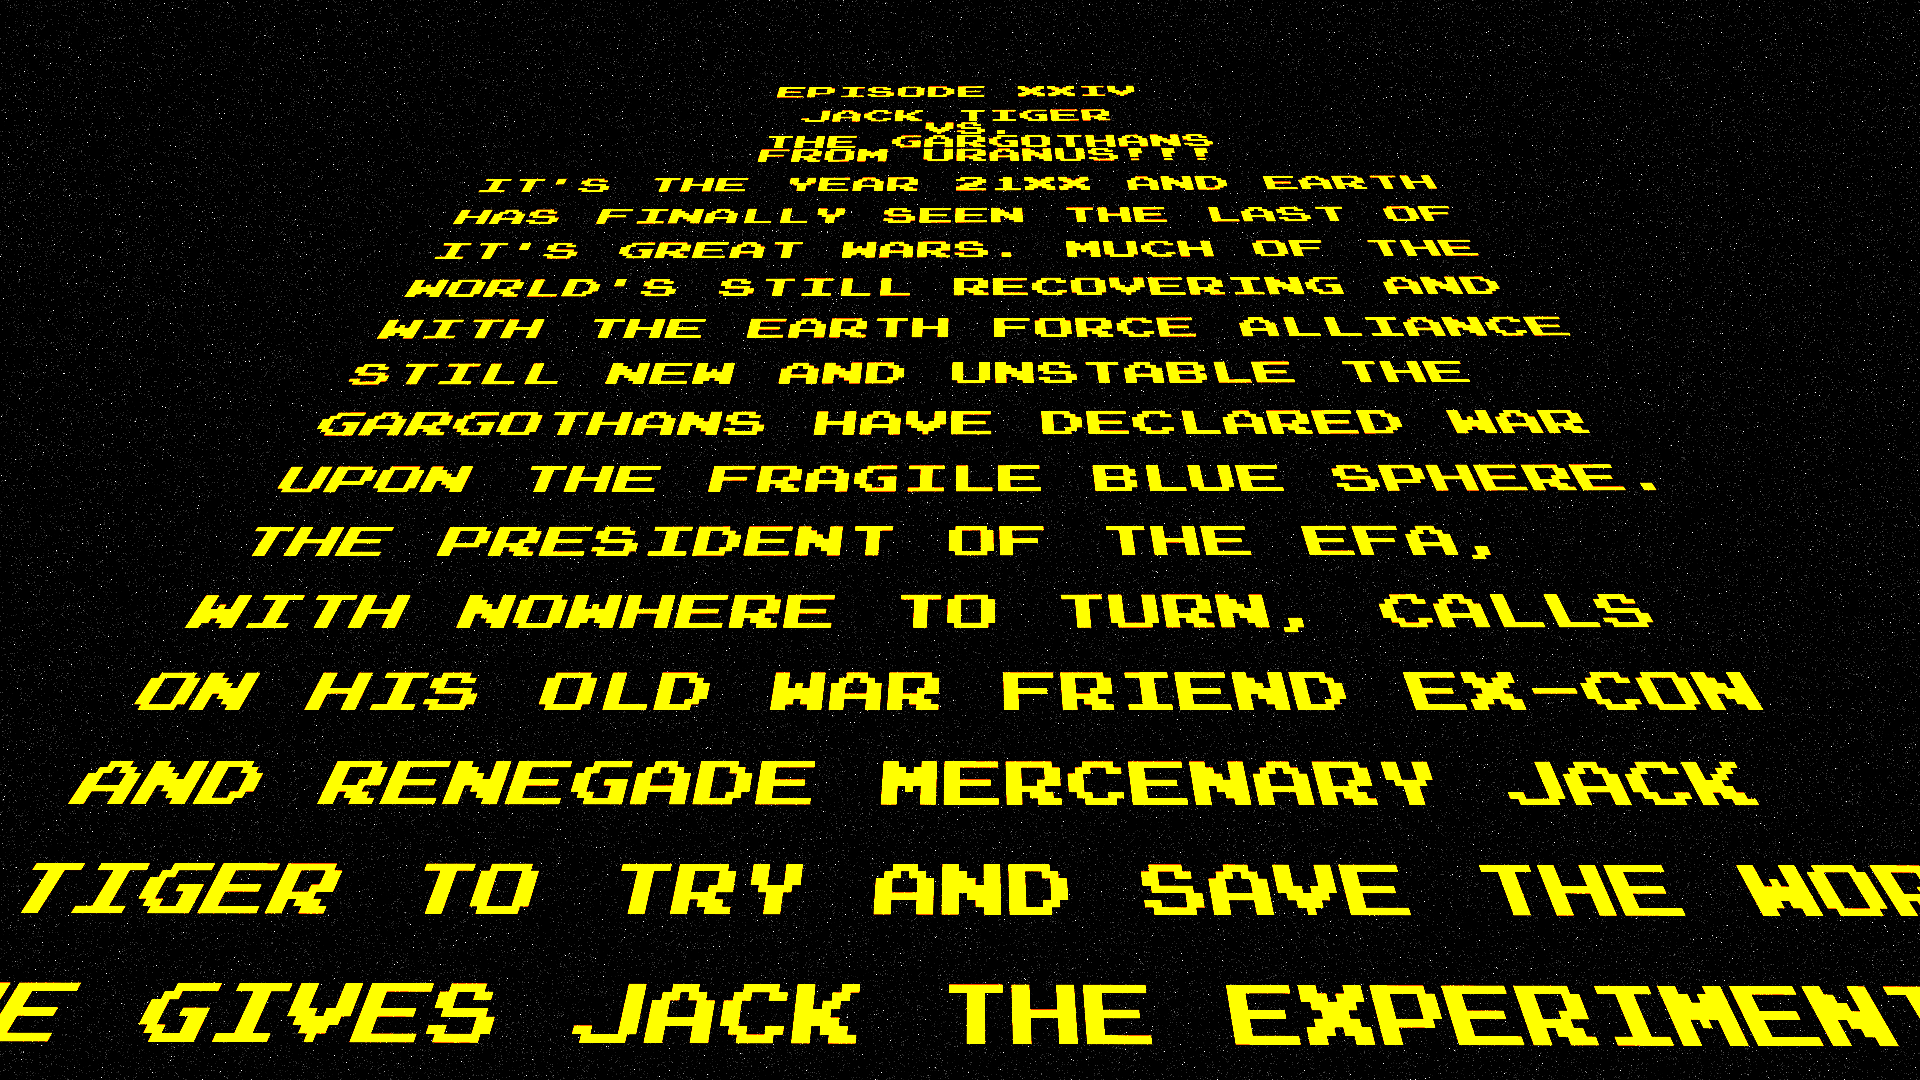 EPISODE XXIV
JACK TIGER
VS.
THE GARGOTHANS
FROM URANUS!!!
IT'S THE YEAR 21XX AND EARTH
HAS FINALLY SEEN THE LAST OF
IT'S GREAT WARS. MUCH OF THE
WORLD'S STILL RECOVERING AND
WITH THE EARTH FORCE ALLIANCE
STILL NEW AND UNSTABLE THE
GARGOTHANS HAVE DECLARED WAR
UPON THE FRAGILE BLUE SPHERE.
THE PRESIDENT OF THE EFA,
WITH NOWHERE TO TURN, CALLS
ON HIS OLD WAR FRIEND EX-CON
AND RENEGADE MERCENARY JACK
TIGER TO TRY AND SAVE THE WOR
E GIVES JACK THE EXPERIMENT